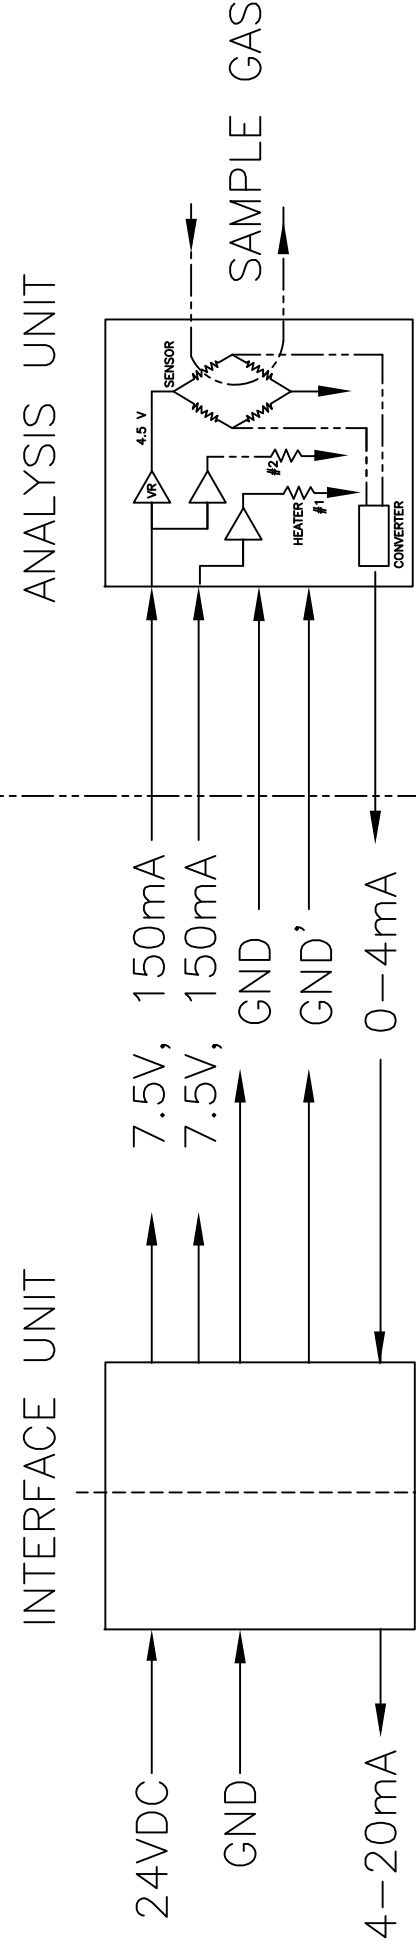 INTERFACE UNIT
ANALYSIS UNIT
24VDC
GND
4-20mA
7.5V, 150mA
7.5V, 150mA
GND
GND'
0-4mA
4.5 V
VR
SENSOR
#2
HEATER
#1
CONVERTER
SAMPLE GAS